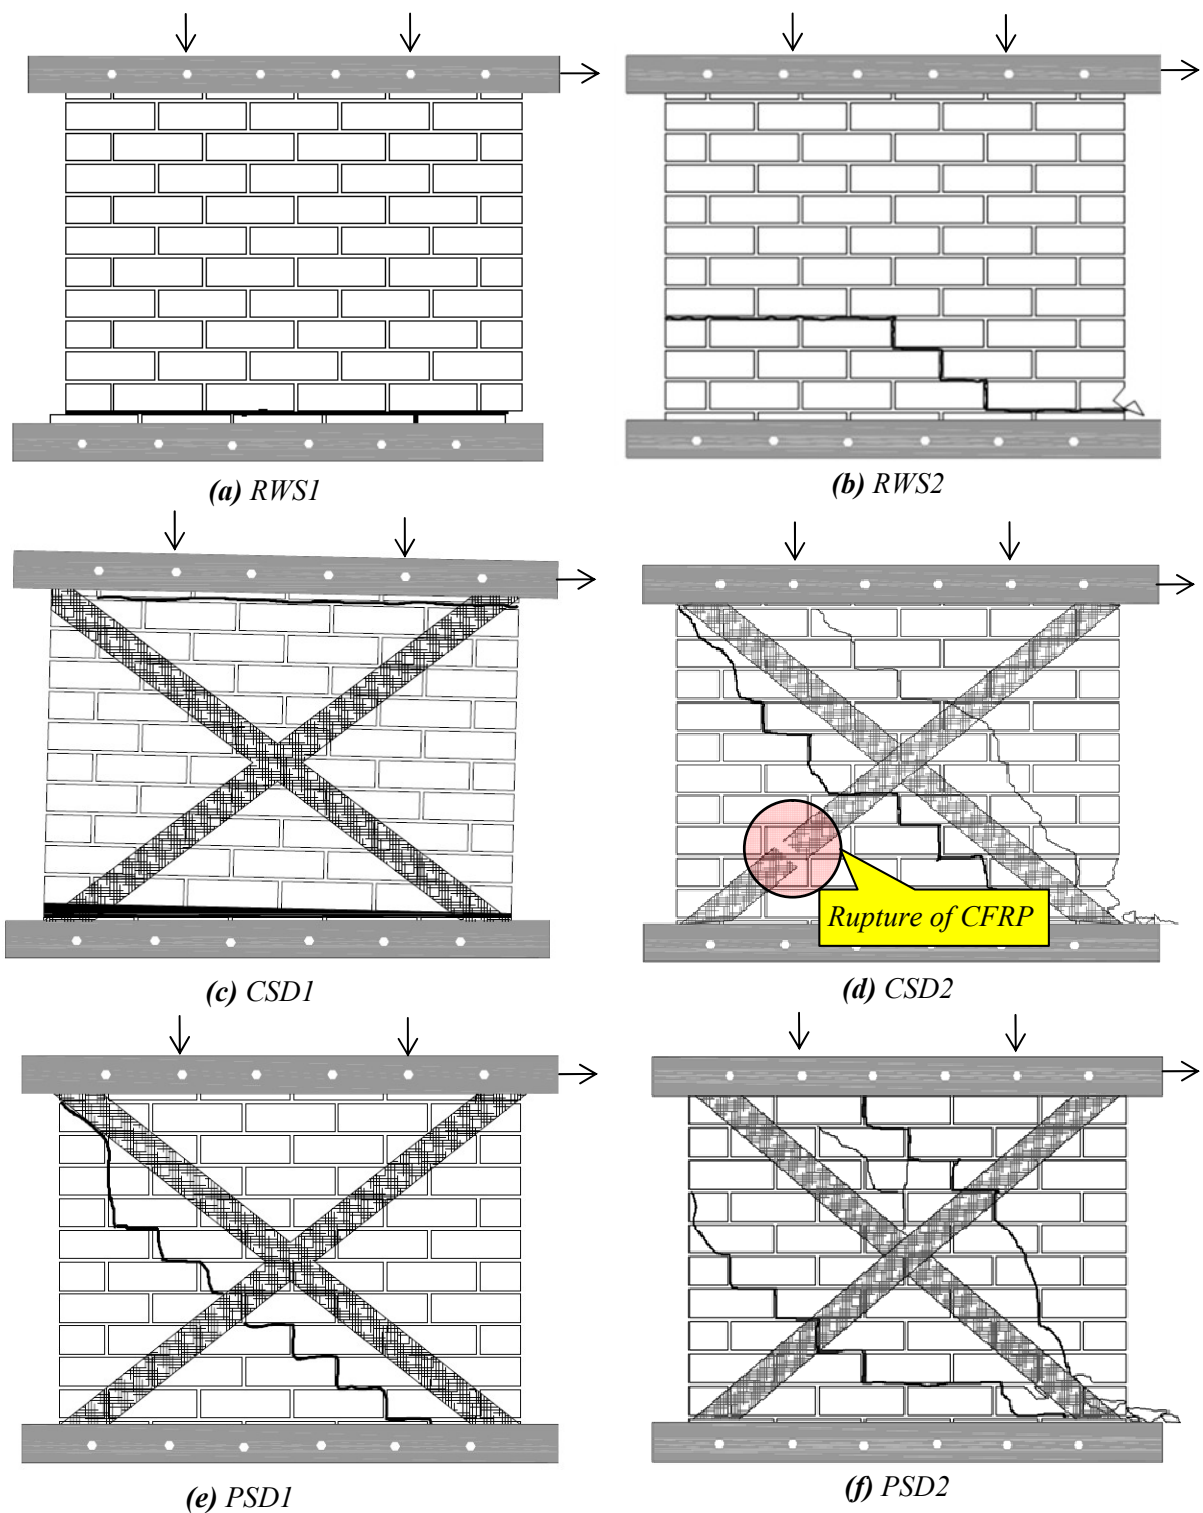 (a) RWS1
(b) RWS2
(c) CSD1
Rupture of CFRP
(d) CSD2
(e) PSD1
(f) PSD2